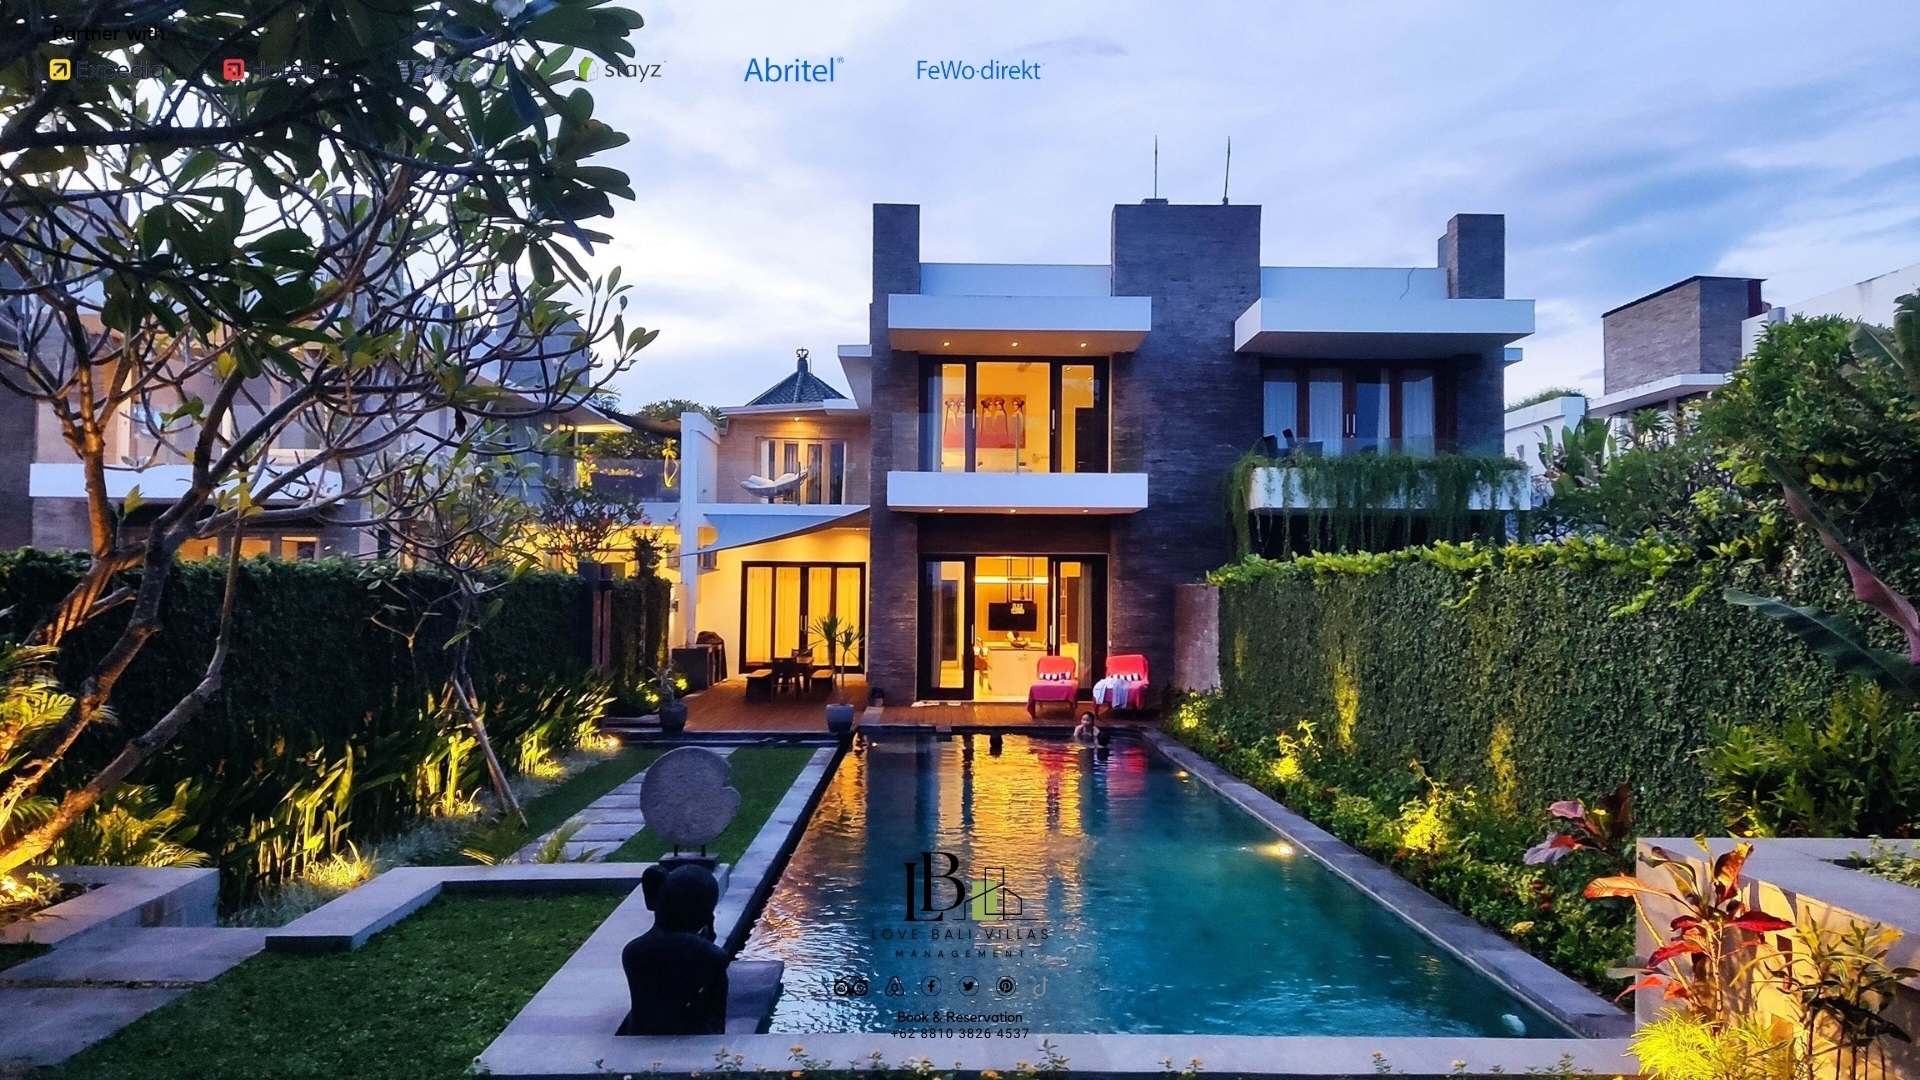 Partner with
Expedia Hotels Vrbo stayz Abritel® FeWo-direkt
LB
LOVE BALI VILLAS
MANAGEMENT
Book & Reservation
+62 8810 3826 4537